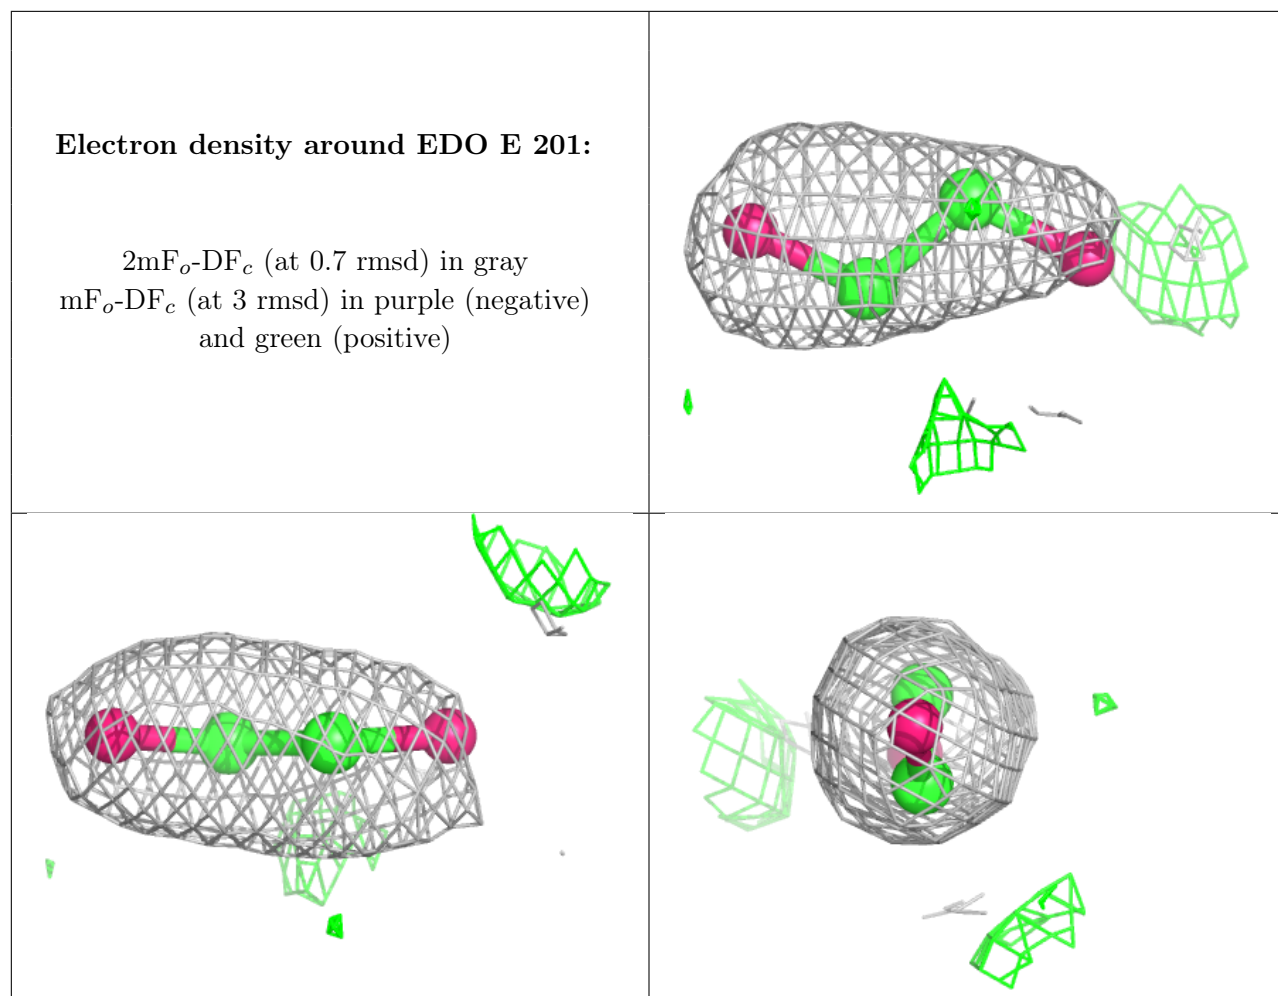 Electron density around EDO E 201:
2mFₒ-DF𝒸 (at 0.7 rmsd) in gray
mFₒ-DF𝒸 (at 3 rmsd) in purple (negative)
and green (positive)